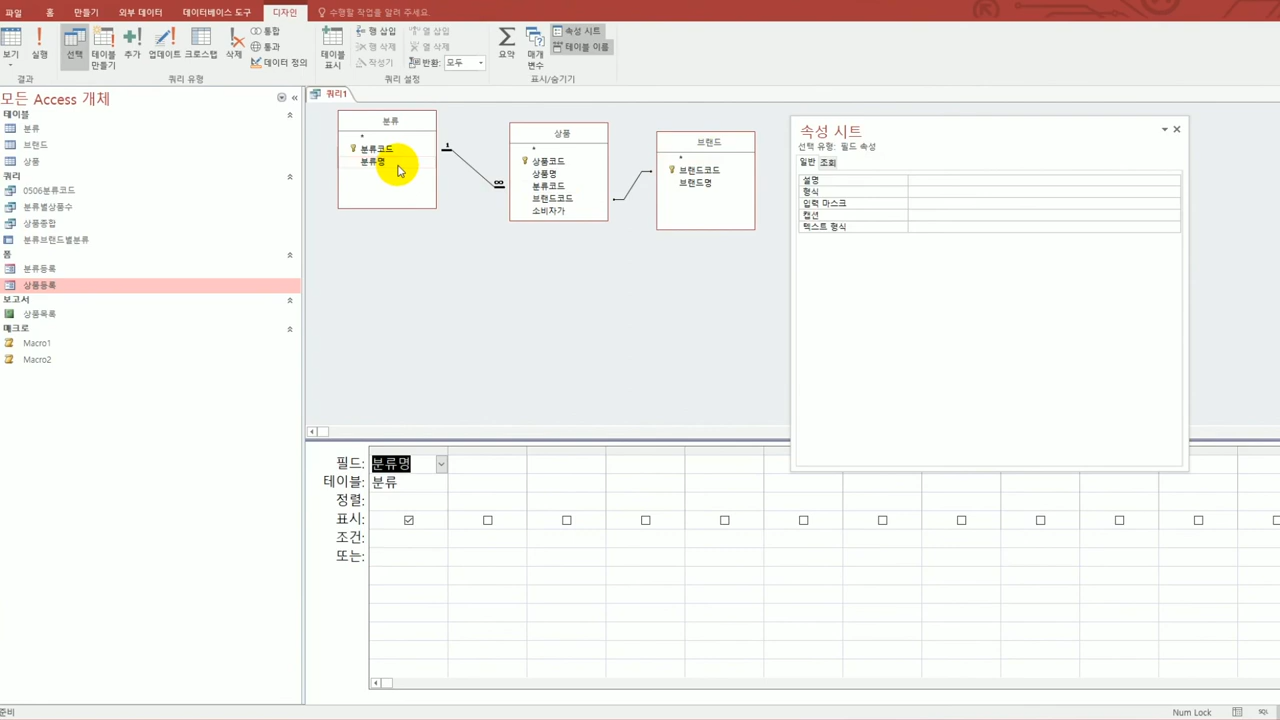 파일 홈 만들기 외부 데이터 데이터베이스 도구 디자인 수행할 작업을 알려 주세요.
보기 실행 선택 테이블 만들기 추가 업데이트 크로스탭 삭제
통합
통과
데이터 정의
테이블 표시
행 삽입
행 삭제
작성기
열 삽입
열 삭제
반환: 모두
요약
매개 변수
속성 시트
테이블 이름
결과 쿼리 유형 쿼리 설정 표시/숨기기
모든 Access 개체
테이블
분류
브랜드
상품
쿼리
0506분류코드
분류별상품수
상품종합
분류브랜드별분류
폼
분류등록
상품등록
보고서
상품목록
매크로
Macro1
Macro2
쿼리1
분류
*
분류코드
분류명
1
∞
상품
*
상품코드
상품명
분류코드
브랜드코드
소비자가
브랜드
*
브랜드코드
브랜드명
속성 시트
선택 유형: 필드 속성
일반 조회
설명
형식
입력 마스크
캡션
텍스트 형식
필드: 분류명
테이블: 분류
정렬:
표시:
조건:
또는:
준비
Num Lock
SQL